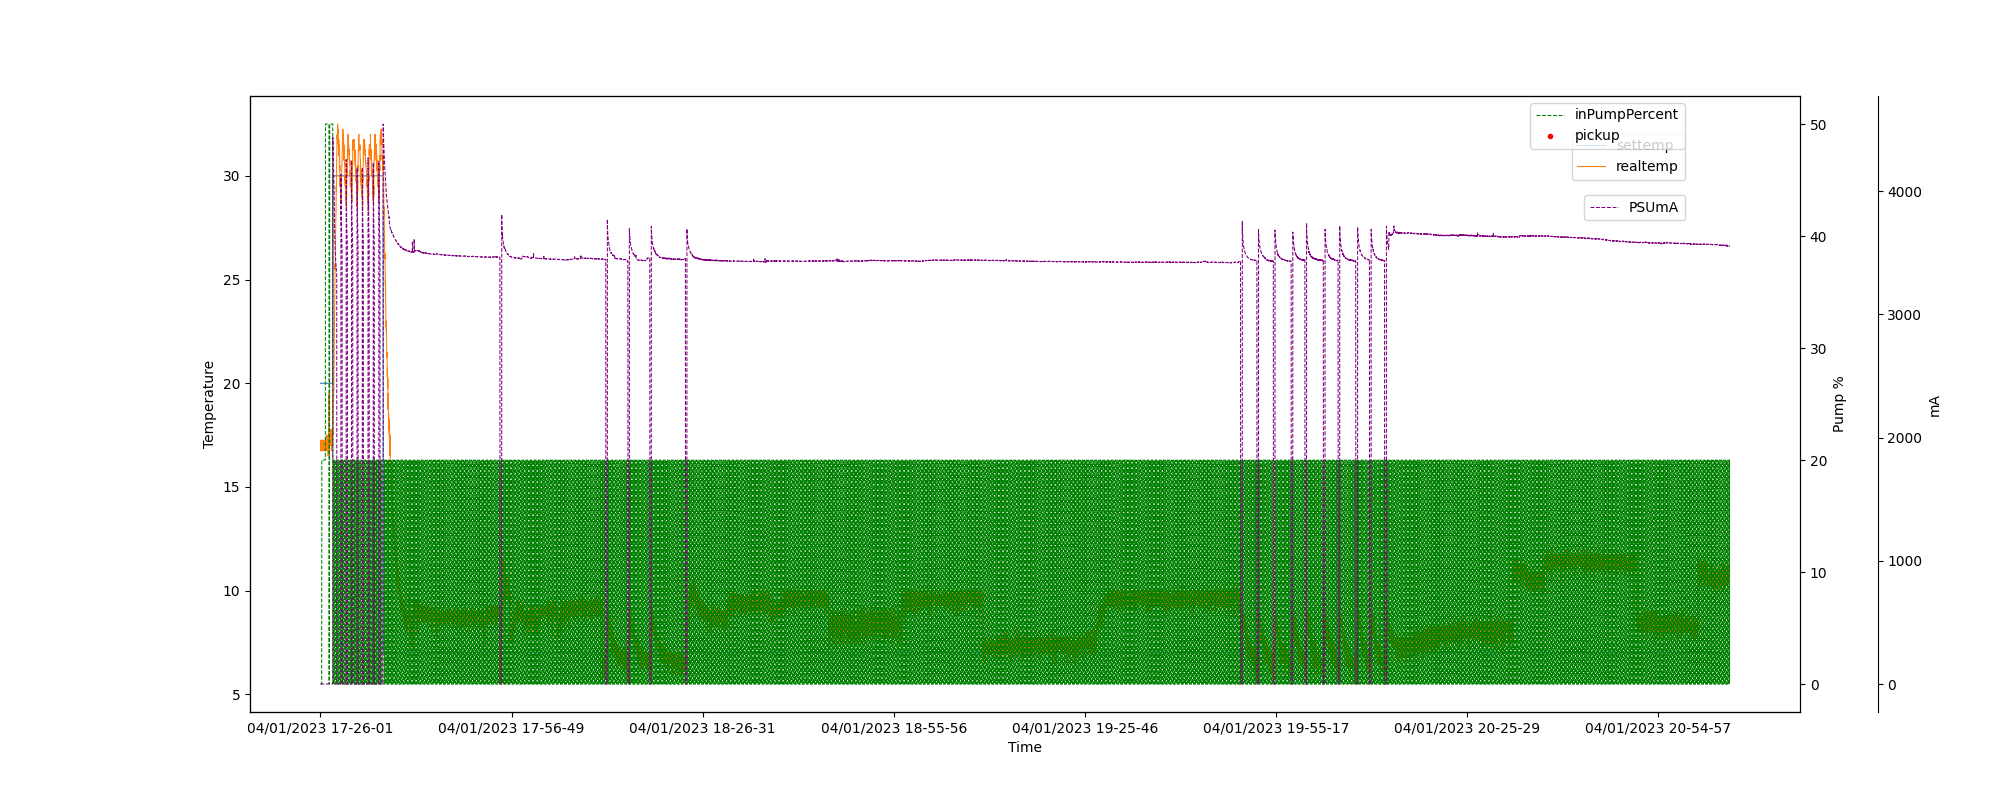 inPumpPercent
pickup
settemp
realtemp
PSUmA
30
25
20
15
10
5
Temperature
50
40
30
20
10
0
Pump %
4000
3000
2000
1000
0
mA
04/01/2023 17-26-01
04/01/2023 17-56-49
04/01/2023 18-26-31
04/01/2023 18-55-56
04/01/2023 19-25-46
04/01/2023 19-55-17
04/01/2023 20-25-29
04/01/2023 20-54-57
Time